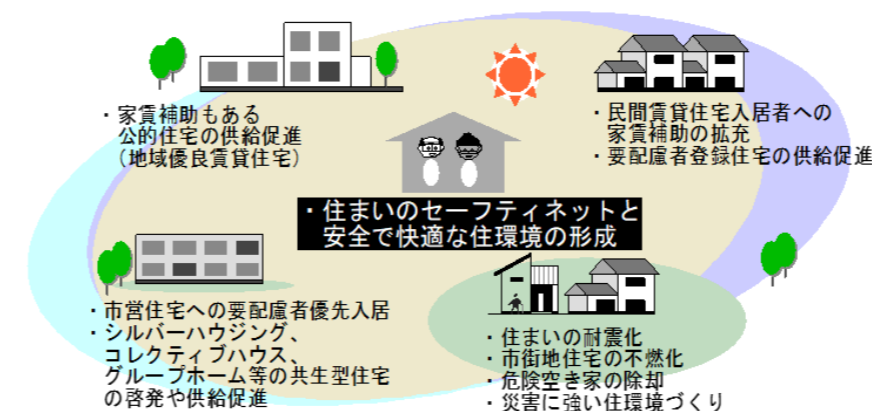 ・家賃補助もある
公的住宅の供給促進
（地域優良賃貸住宅）
・民間賃貸住宅入居者への
家賃補助の拡充
・要配慮者登録住宅の供給促進
・住まいのセーフティネットと
安全で快適な住環境の形成
・市営住宅への要配慮者優先入居
・シルバーハウジング、
コレクティブハウス、
グループホーム等の共生型住宅
の啓発や供給促進
・住まいの耐震化
・市街地住宅の不燃化
・危険空き家の除却
・災害に強い住環境づくり